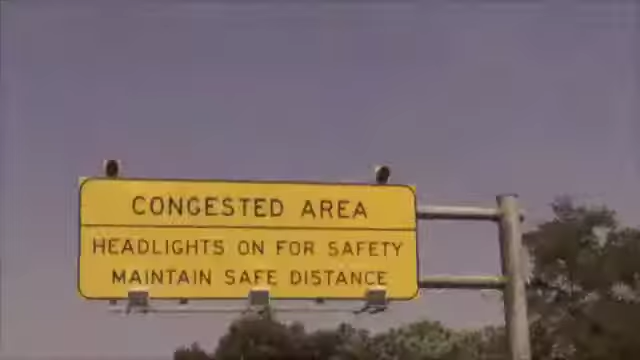 CONGESTED AREA
HEADLIGHTS ON FOR SAFETY
MAINTAIN SAFE DISTANCE